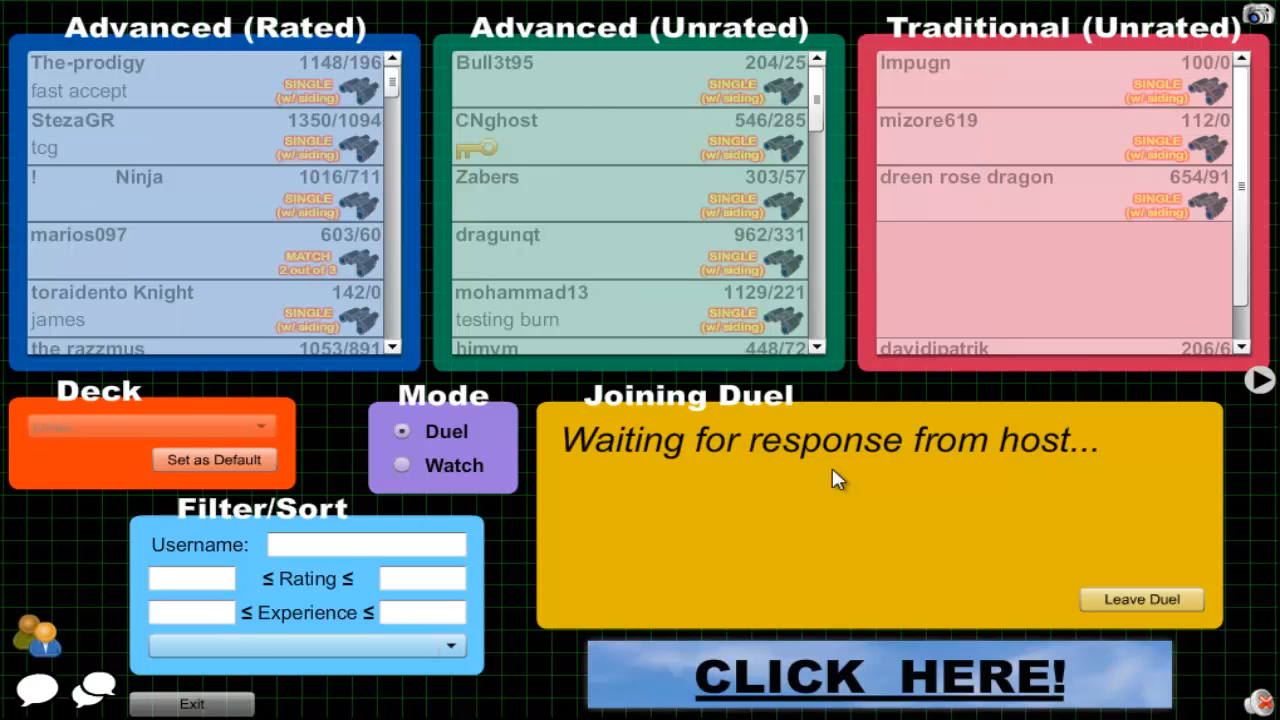 Advanced (Rated)
The-prodigy 1148/196
fast accept SINGLE
(w/ siding)
StezaGR 1350/1094
tcg SINGLE
(w/ siding)
! Ninja 1016/711
SINGLE
(w/ siding)
marios097 603/60
MATCH
2 out of 3
toraidento Knight 142/0
james SINGLE
(w/ siding)
the razzmus 1053/891
Advanced (Unrated)
Bull3t95 204/25
SINGLE
(w/ siding)
CNghost 546/285
SINGLE
(w/ siding)
Zabers 303/57
SINGLE
(w/ siding)
dragunqt 962/331
SINGLE
(w/ siding)
mohammad13 1129/221
testing burn SINGLE
(w/ siding)
himym 448/72
Traditional (Unrated)
Impugn 100/0
SINGLE
(w/ siding)
mizore619 112/0
SINGLE
(w/ siding)
dreen rose dragon 654/91
SINGLE
(w/ siding)
davidipatrik 206/6
Deck
Set as Default
Mode
Duel
Watch
Joining Duel
Waiting for response from host...
Leave Duel
Filter/Sort
Username:
≤ Rating ≤
≤ Experience ≤
Exit
CLICK HERE!